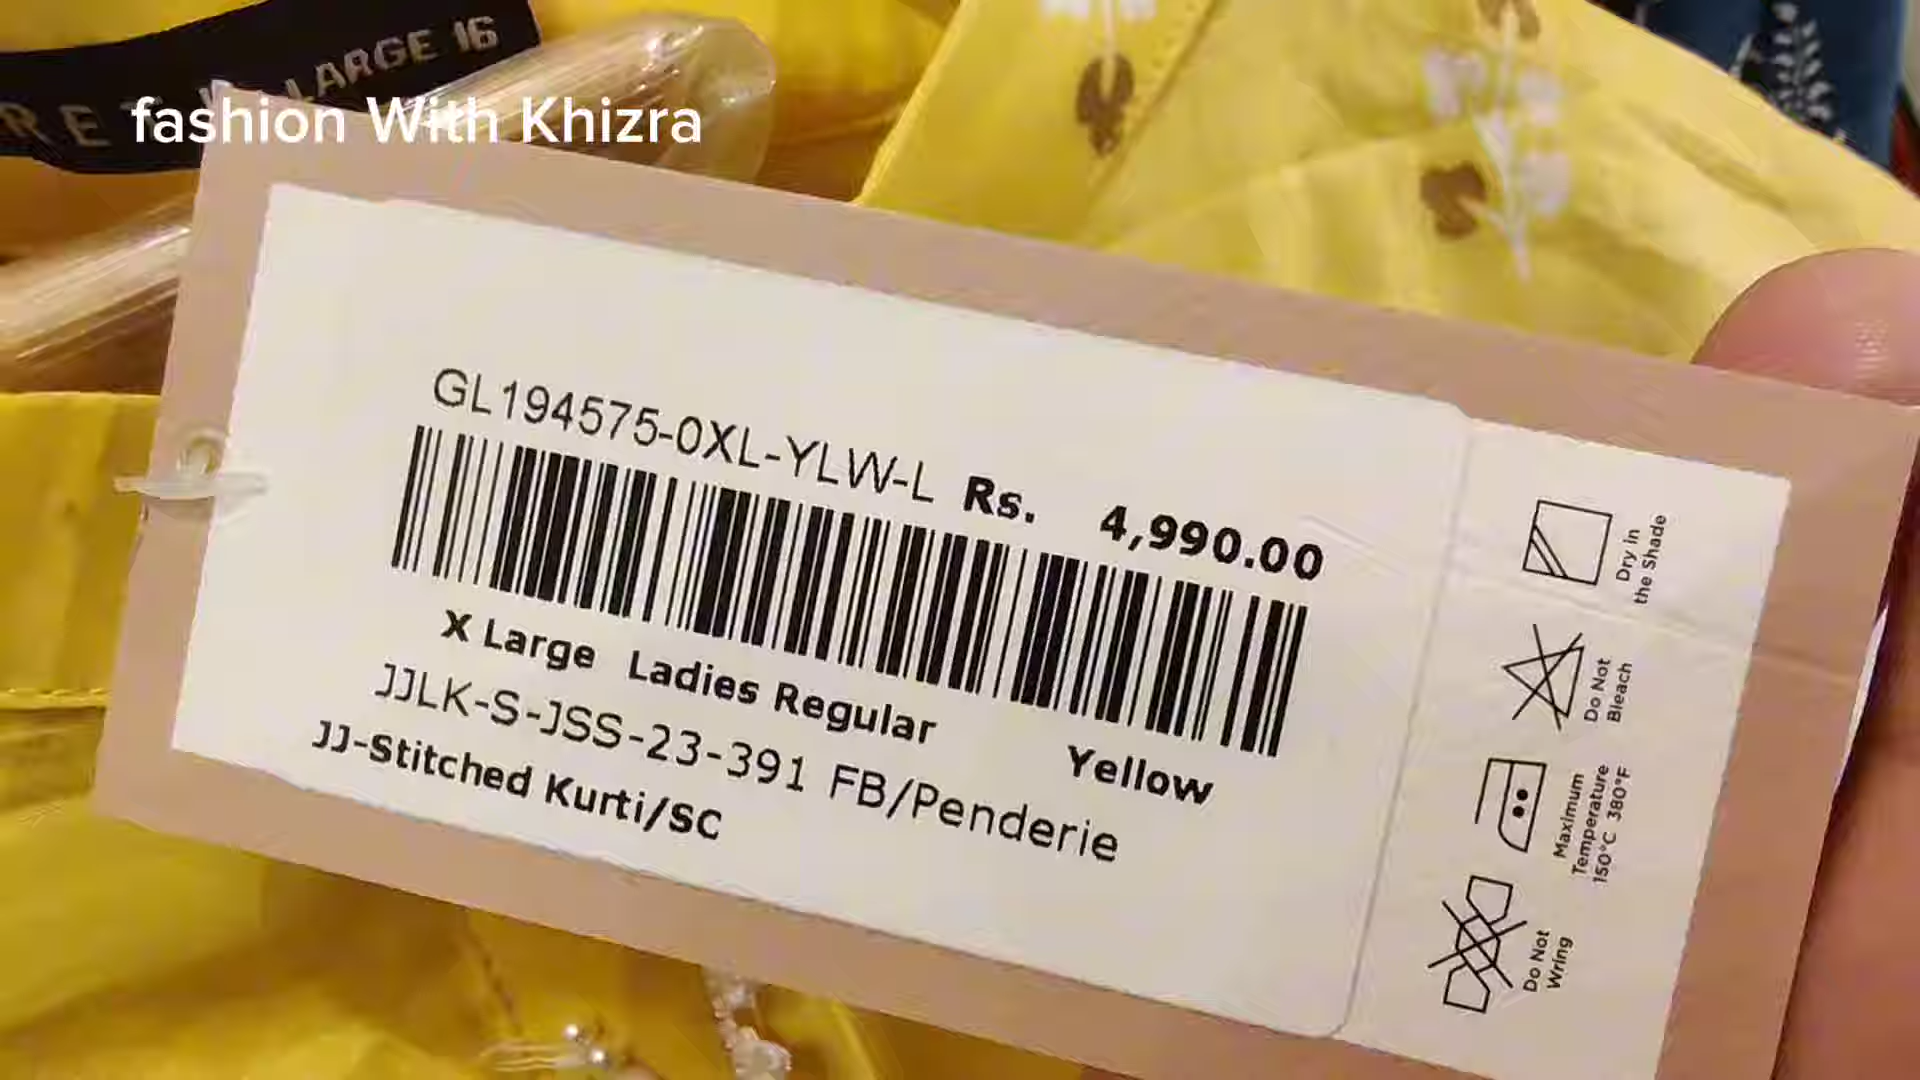 LARGE 16
RET
fashion With Khizra
GL194575-0XL-YLW-L
Rs. 4,990.00
X Large Ladies Regular
Yellow
JJLK-S-JSS-23-391 FB/Penderie
JJ-Stitched Kurti/SC
Dry in
the Shade
Do Not
Bleach
Maximum
Temperature
150°C 380°F
Do Not
Wring